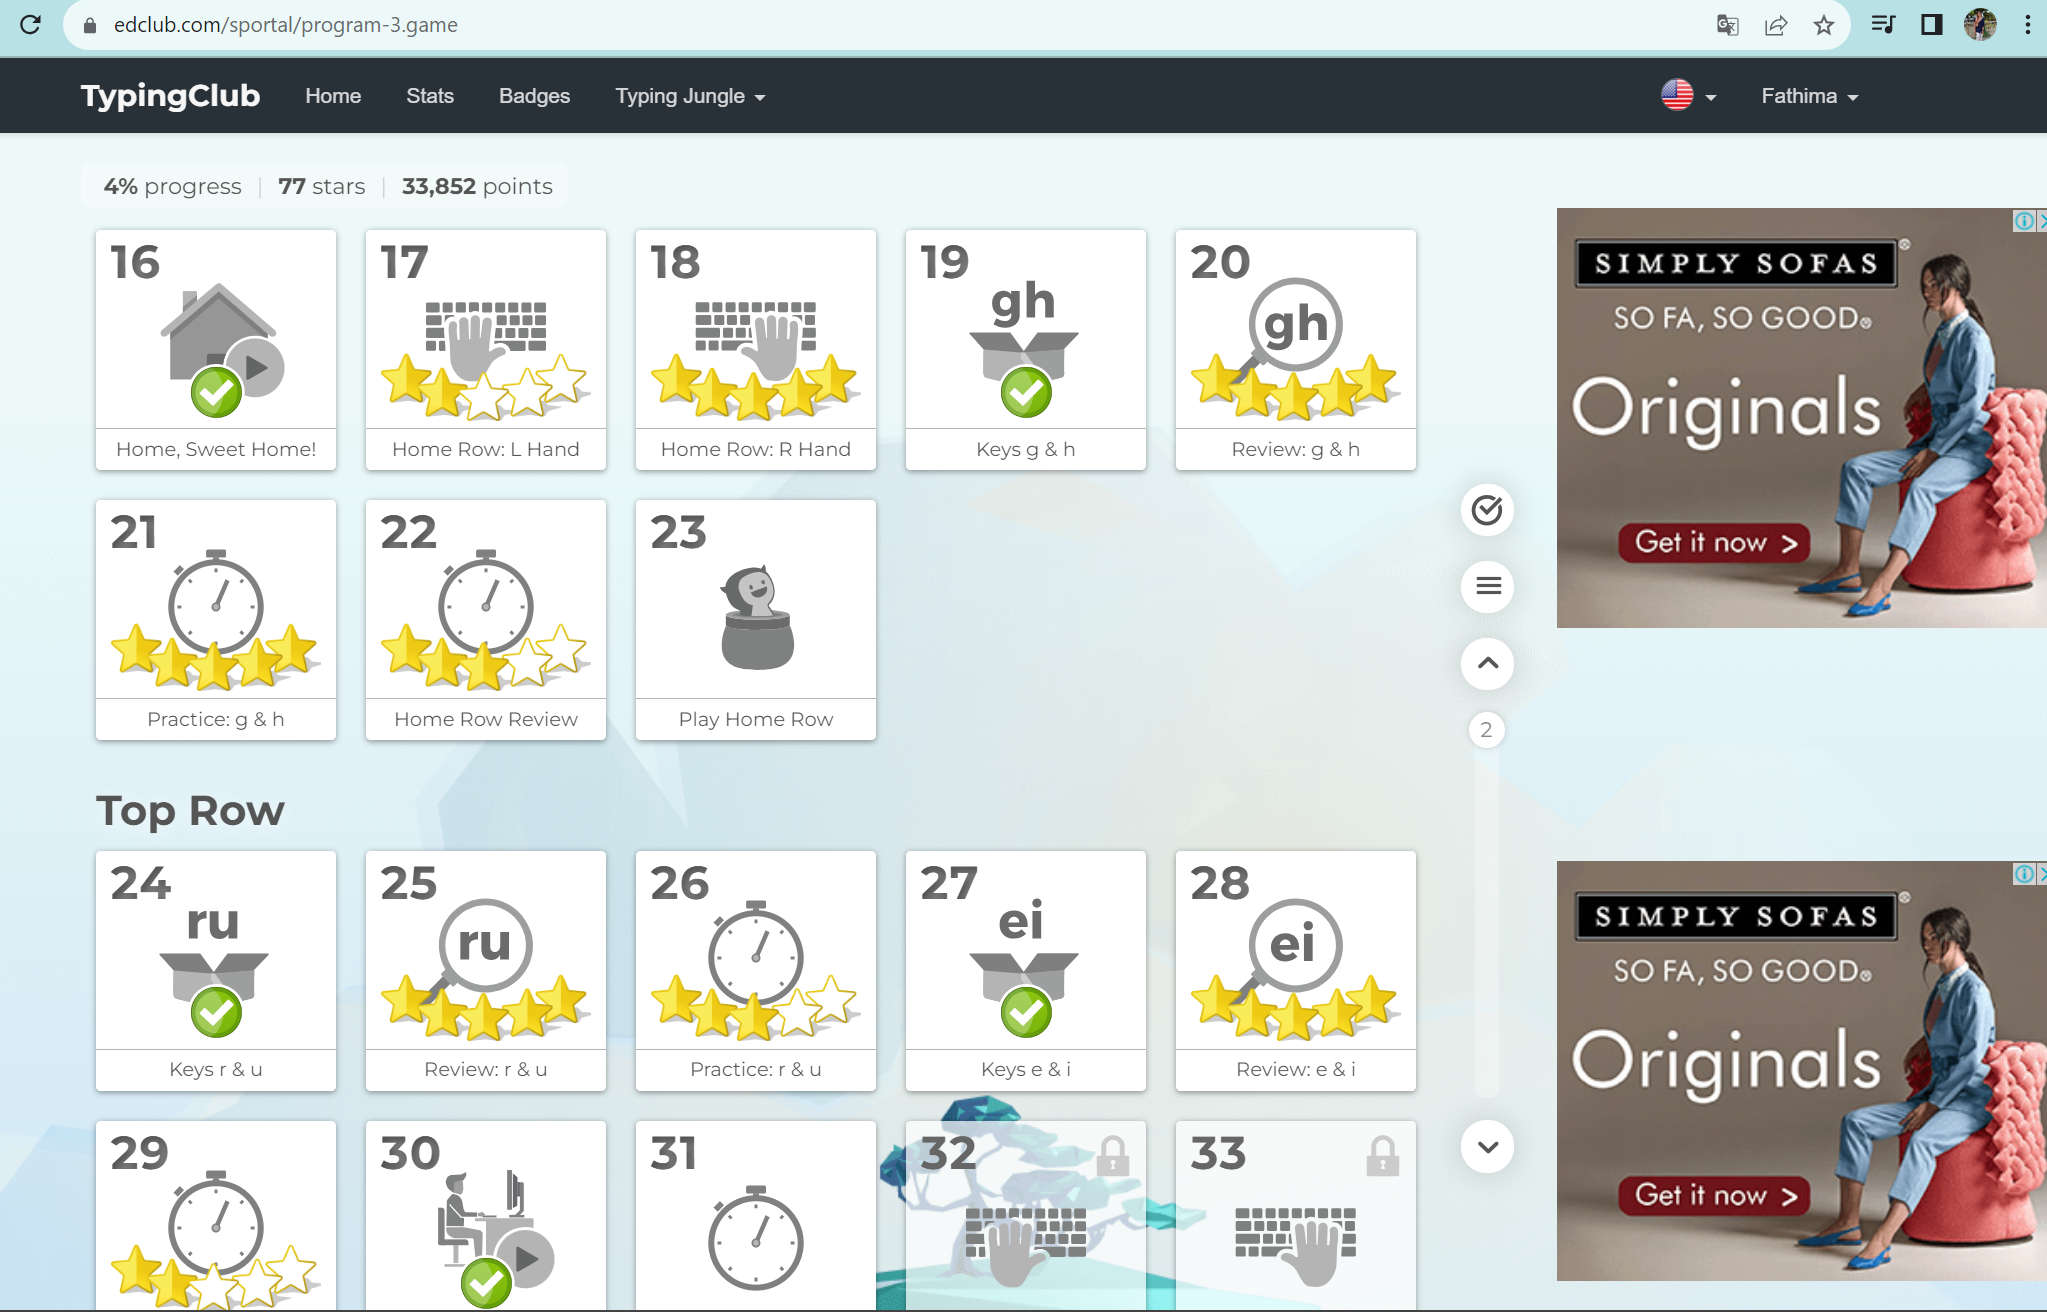 edclub.com/sportal/program-3.game
TypingClub Home Stats Badges Typing Jungle Fathima
4% progress 77 stars 33,852 points
16 17 18 19 20
gh gh
Home, Sweet Home! Home Row: L Hand Home Row: R Hand Keys g & h Review: g & h
21 22 23
Practice: g & h Home Row Review Play Home Row
2
Top Row
24 25 26 27 28
ru ru ei ei
Keys r & u Review: r & u Practice: r & u Keys e & i Review: e & i
29 30 31 32 33
SIMPLY SOFAS®
SO FA, SO GOOD®
Originals
Get it now >
SIMPLY SOFAS®
SO FA, SO GOOD®
Originals
Get it now >